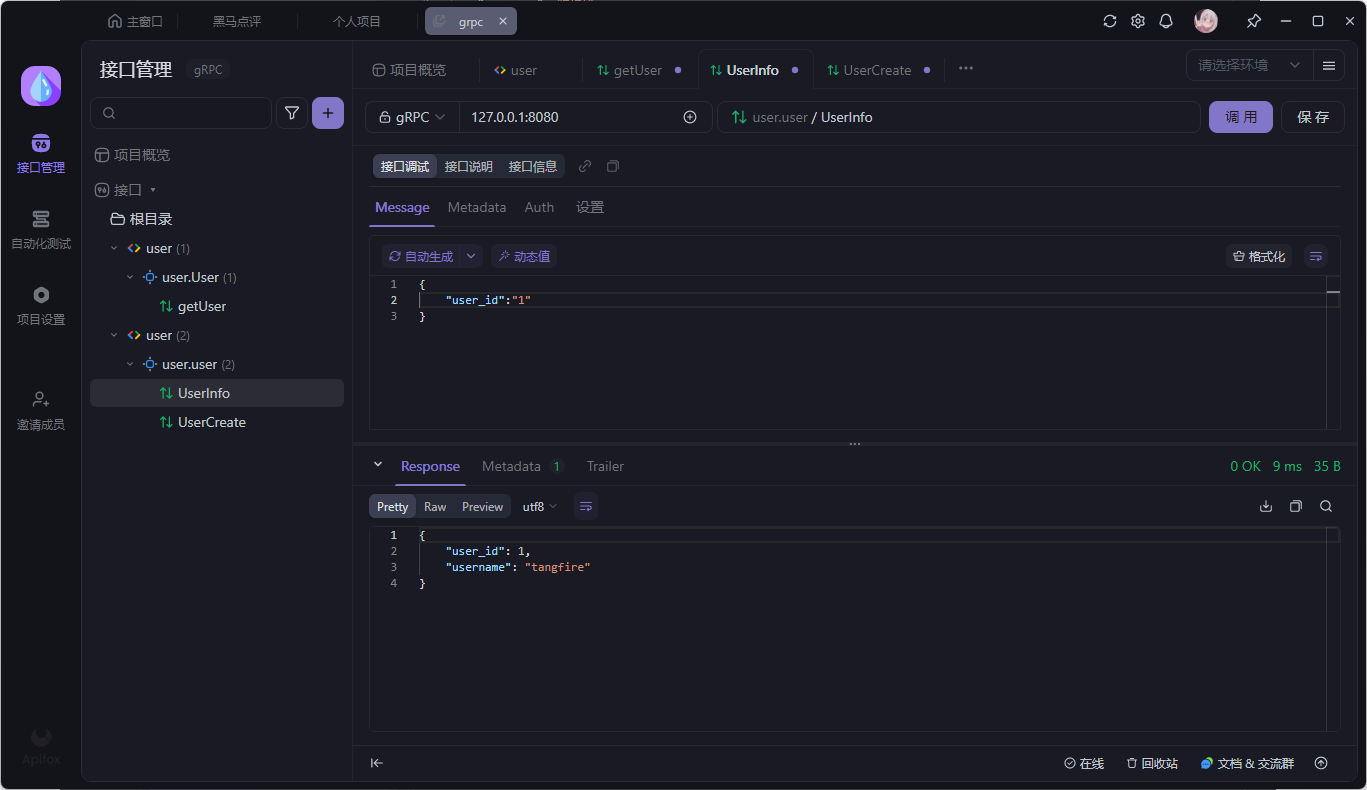 主窗口 黑马点评 个人项目 grpc
接口管理 gRPC
接口管理
自动化测试
项目设置
邀请成员
Apifox
项目概览
接口
根目录
user (1)
user.User (1)
getUser
user (2)
user.user (2)
UserInfo
UserCreate
项目概览 user getUser UserInfo UserCreate 请选择环境
gRPC 127.0.0.1:8080 user.user / UserInfo 调 用 保 存
接口调试 接口说明 接口信息
Message Metadata Auth 设置
自动生成 动态值 格式化
1 {
2 "user_id":"1"
3 }
Response Metadata 1 Trailer 0 OK 9 ms 35 B
Pretty Raw Preview utf8
1 {
2 "user_id": 1,
3 "username": "tangfire"
4 }
在线 回收站 文档 & 交流群